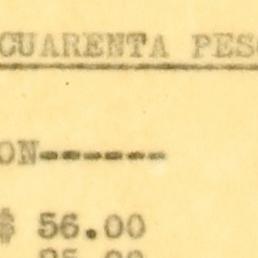 CUARENTA PES
ON------
$ 56.00